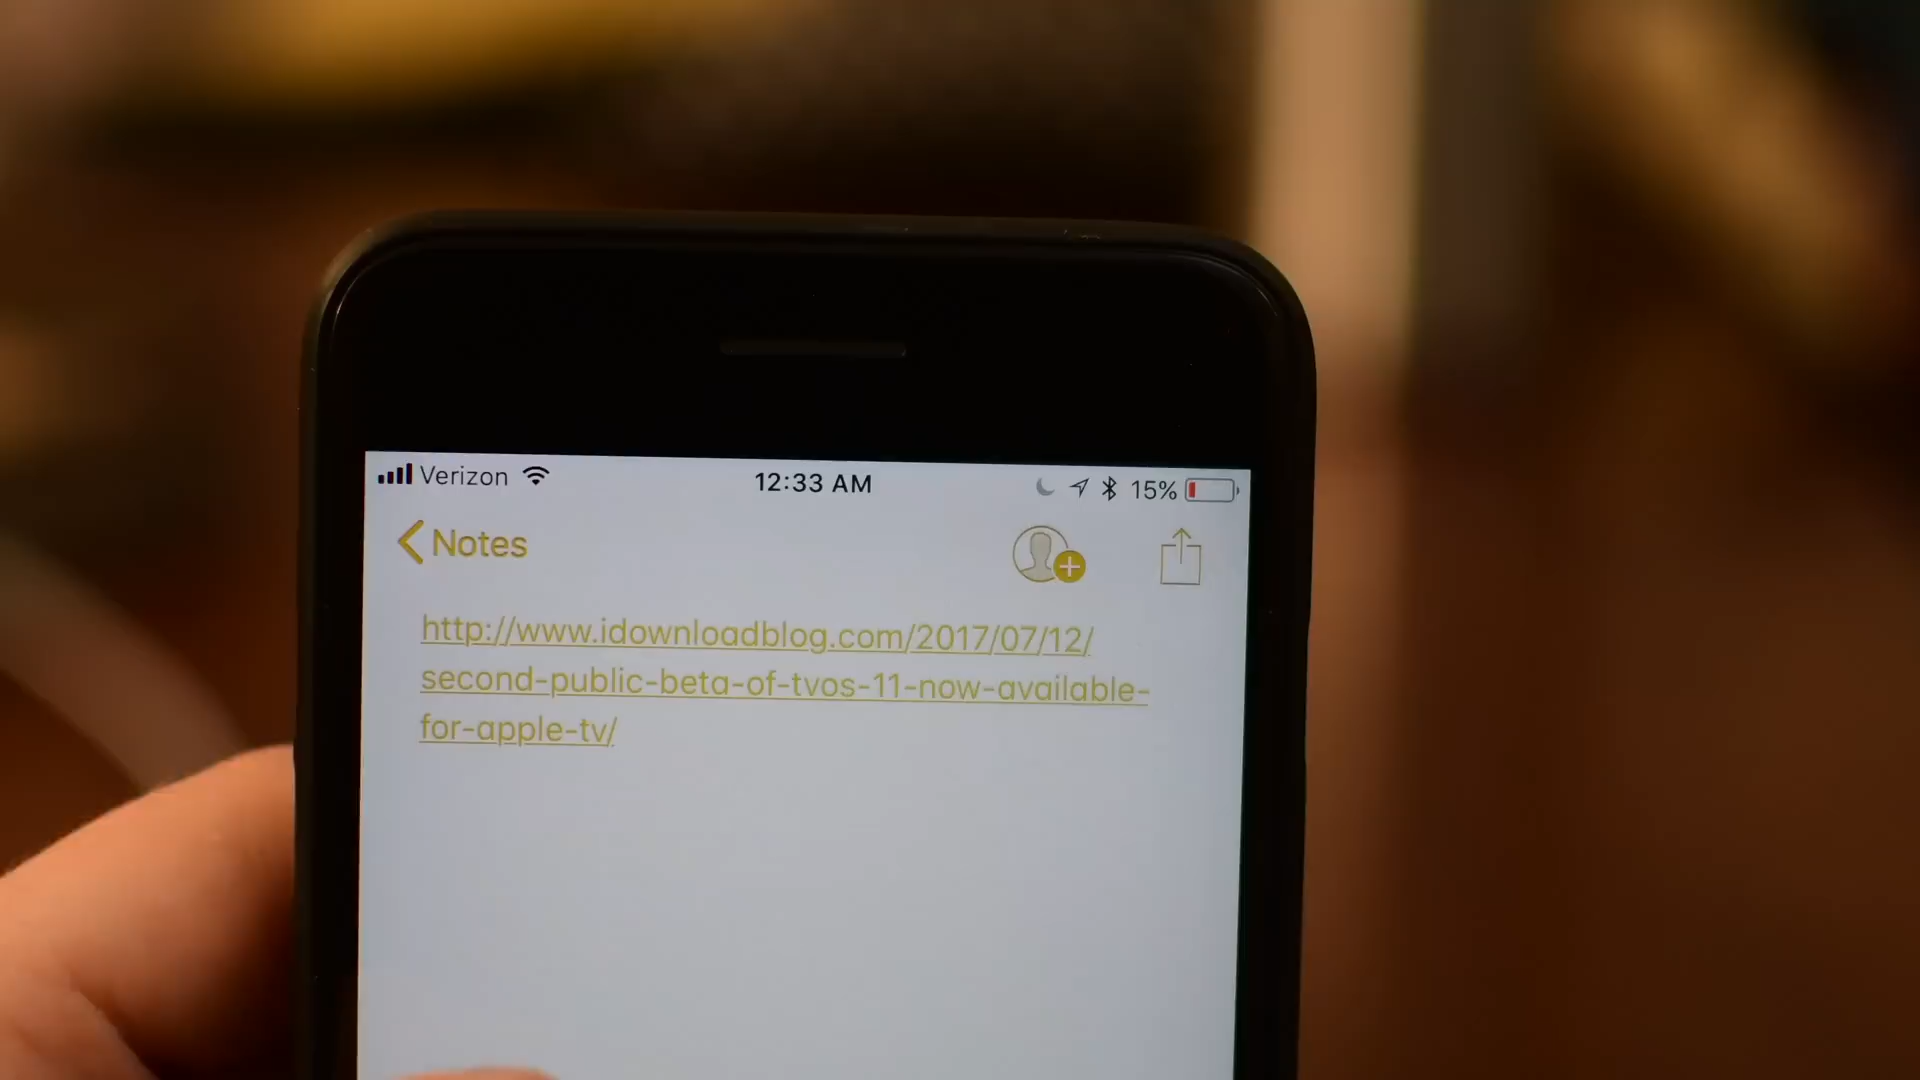 Verizon 12:33 AM 15%
Notes
http://www.idownloadblog.com/2017/07/12/
second-public-beta-of-tvos-11-now-available-
for-apple-tv/